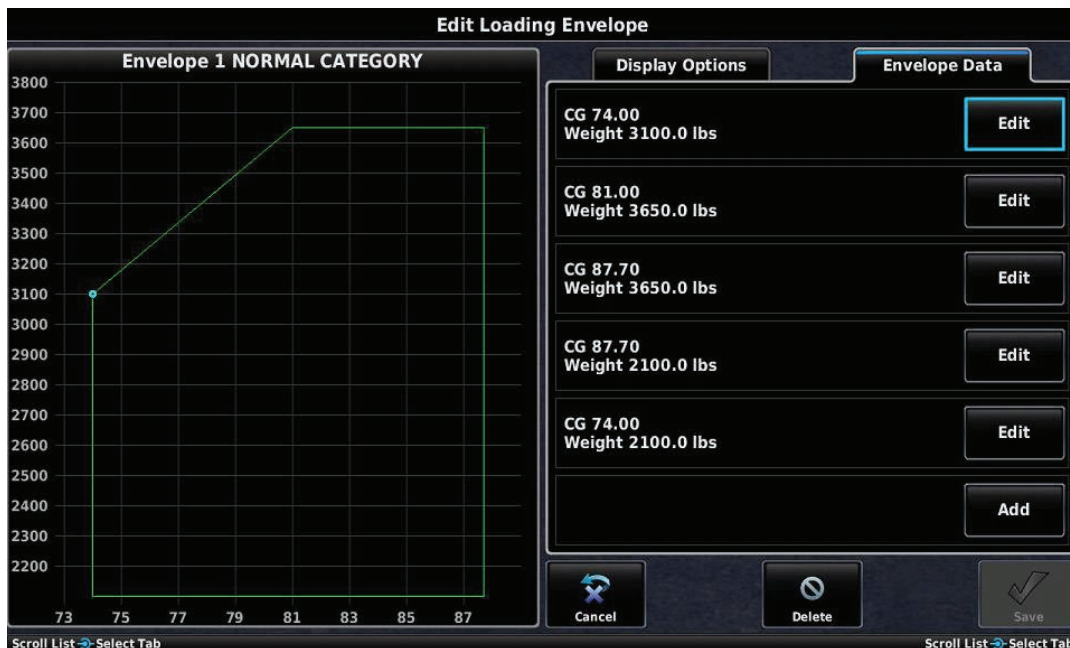 Edit Loading Envelope
Envelope 1 NORMAL CATEGORY
3800
3700
3600
3500
3400
3300
3200
3100
3000
2900
2800
2700
2600
2500
2400
2300
2200
73 75 77 79 81 83 85 87
Display Options
Envelope Data
CG 74.00
Weight 3100.0 lbs
Edit
CG 81.00
Weight 3650.0 lbs
Edit
CG 87.70
Weight 3650.0 lbs
Edit
CG 87.70
Weight 2100.0 lbs
Edit
CG 74.00
Weight 2100.0 lbs
Edit
Add
Cancel
Delete
Save
Scroll List Select Tab
Scroll List Select Tab